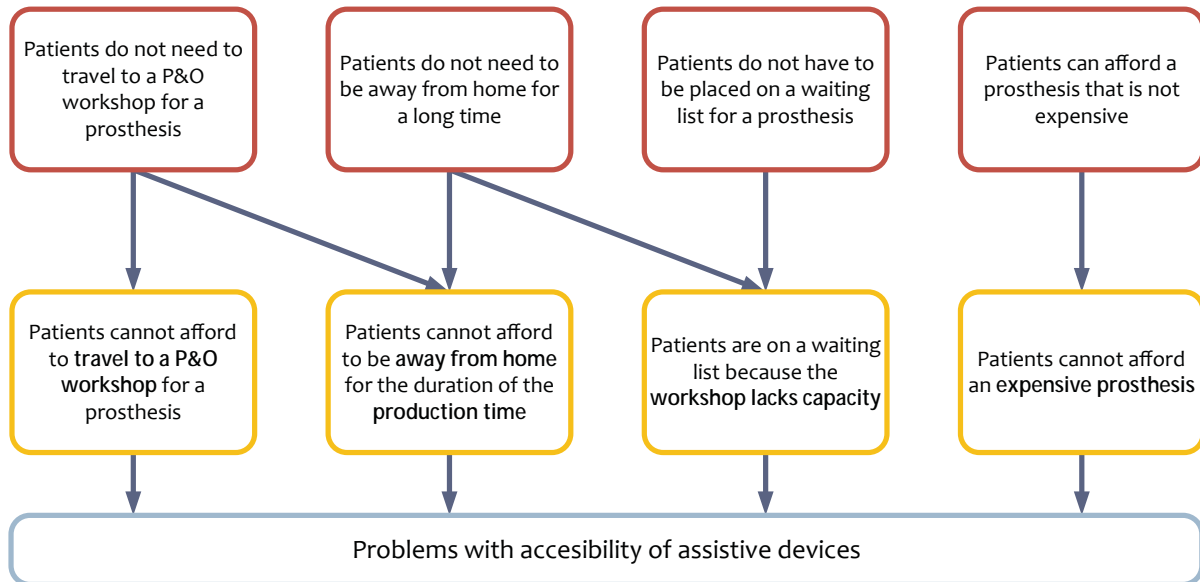 Patients do not need to
travel to a P&O
workshop for a
prosthesis
Patients do not need to
be away from home for
a long time
Patients do not have to
be placed on a waiting
list for a prosthesis
Patients can afford a
prosthesis that is not
expensive
Patients cannot afford
to travel to a P&O
workshop for a
prosthesis
Patients cannot afford
to be away from home
for the duration of the
production time
Patients are on a waiting
list because the
workshop lacks capacity
Patients cannot afford
an expensive prosthesis
Problems with accesibility of assistive devices